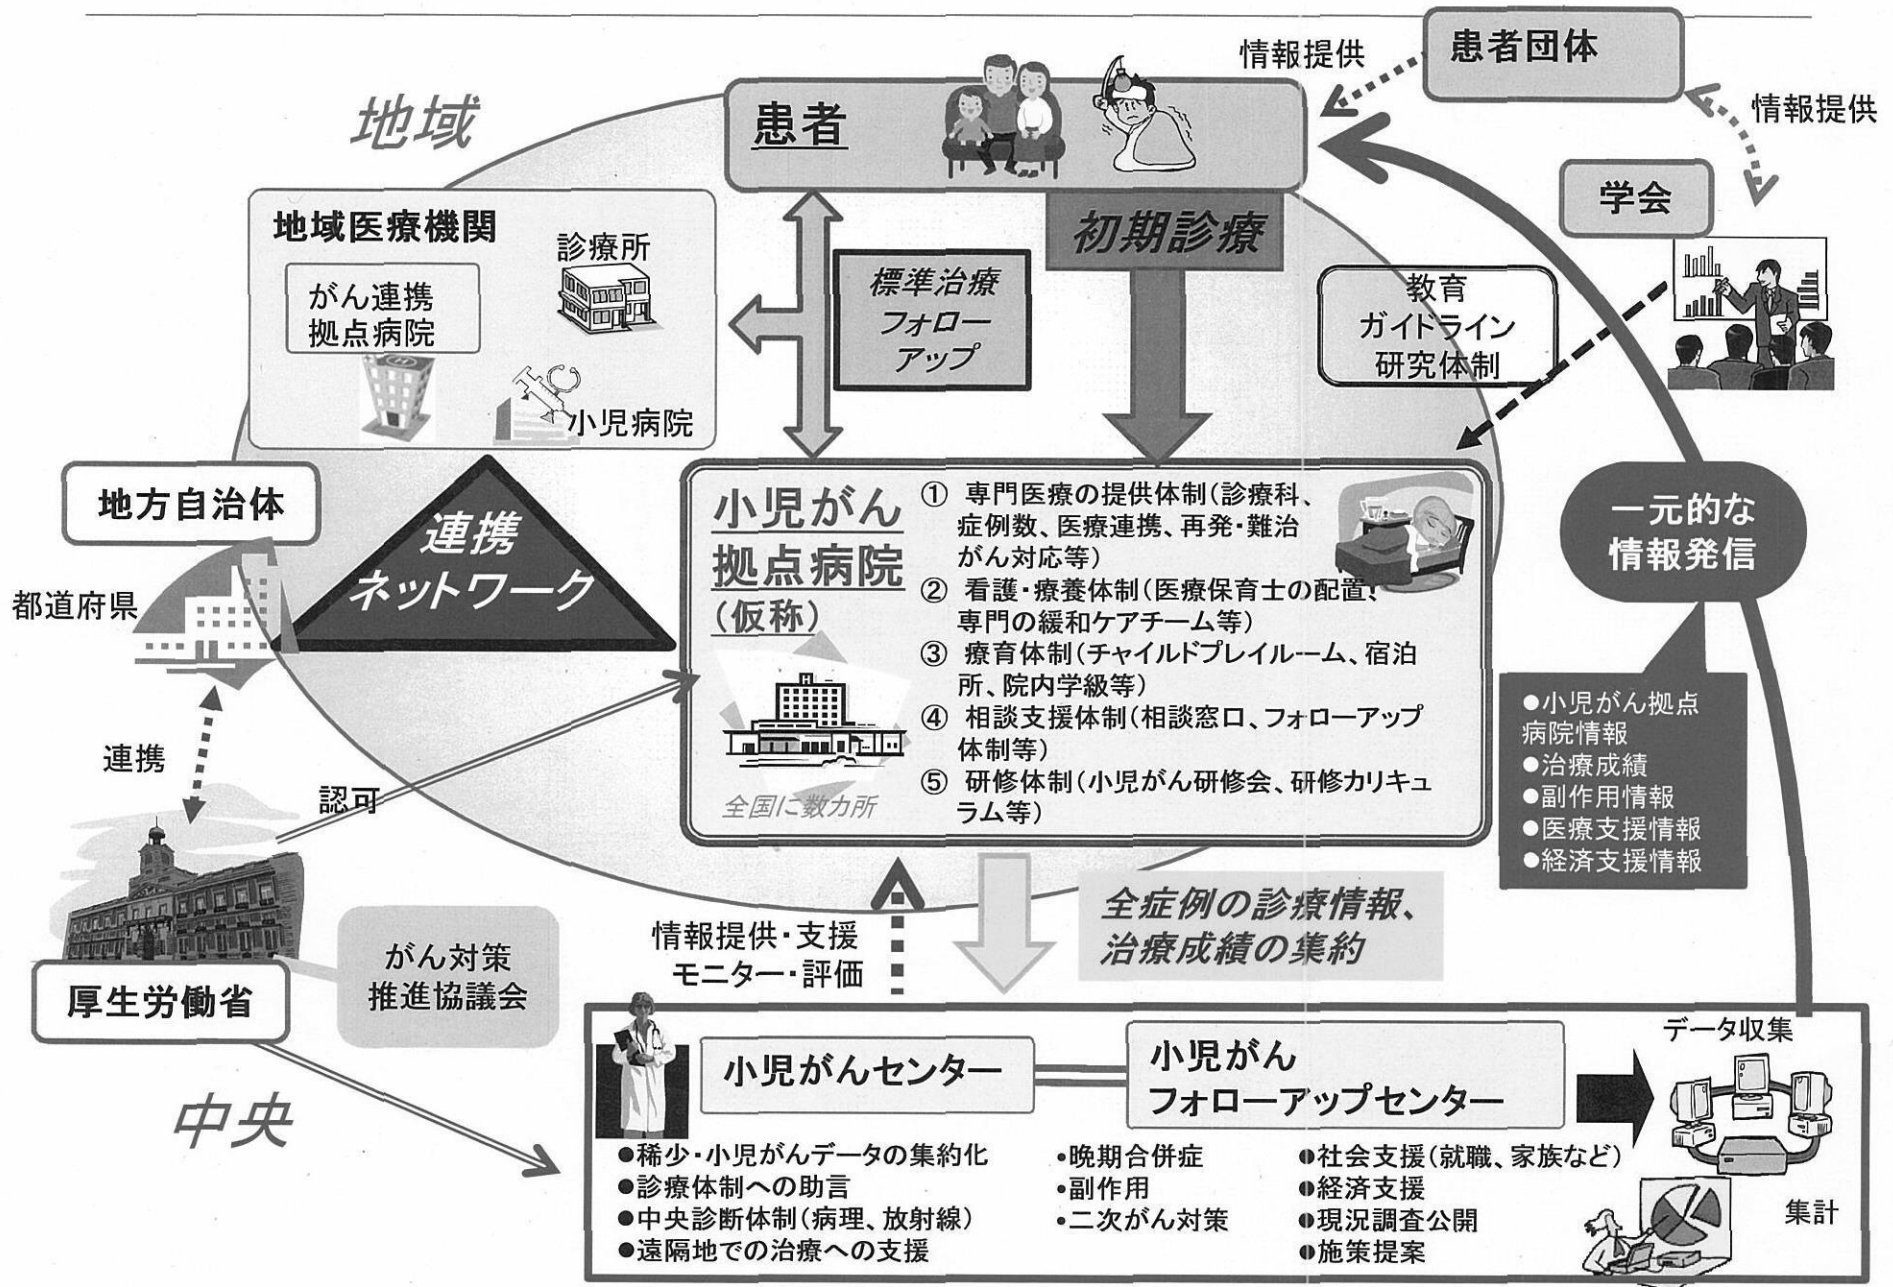 患者団体
情報提供
情報提供
地域
患者
学会
地域医療機関
診療所
がん連携
拠点病院
小児病院
標準治療
フォロー
アップ
初期診療
教育
ガイドライン
研究体制
地方自治体
都道府県
連携
ネットワーク
小児がん
拠点病院
(仮称)
全国に数カ所
① 専門医療の提供体制(診療科、
症例数、医療連携、再発・難治
がん対応等)
② 看護・療養体制(医療保育士の配置、
専門の緩和ケアチーム等)
③ 療育体制(チャイルドプレイルーム、宿泊
所、院内学級等)
④ 相談支援体制(相談窓口、フォローアップ
体制等)
⑤ 研修体制(小児がん研修会、研修カリキュ
ラム等)
一元的な
情報発信
●小児がん拠点
病院情報
●治療成績
●副作用情報
●医療支援情報
●経済支援情報
連携
認可
厚生労働省
がん対策
推進協議会
情報提供・支援
モニター・評価
全症例の診療情報、
治療成績の集約
中央
小児がんセンター
小児がん
フォローアップセンター
データ収集
集計
●稀少・小児がんデータの集約化
●診療体制への助言
●中央診断体制(病理、放射線)
●遠隔地での治療への支援
•晩期合併症
•副作用
•二次がん対策
●社会支援(就職、家族など)
●経済支援
●現況調査公開
●施策提案